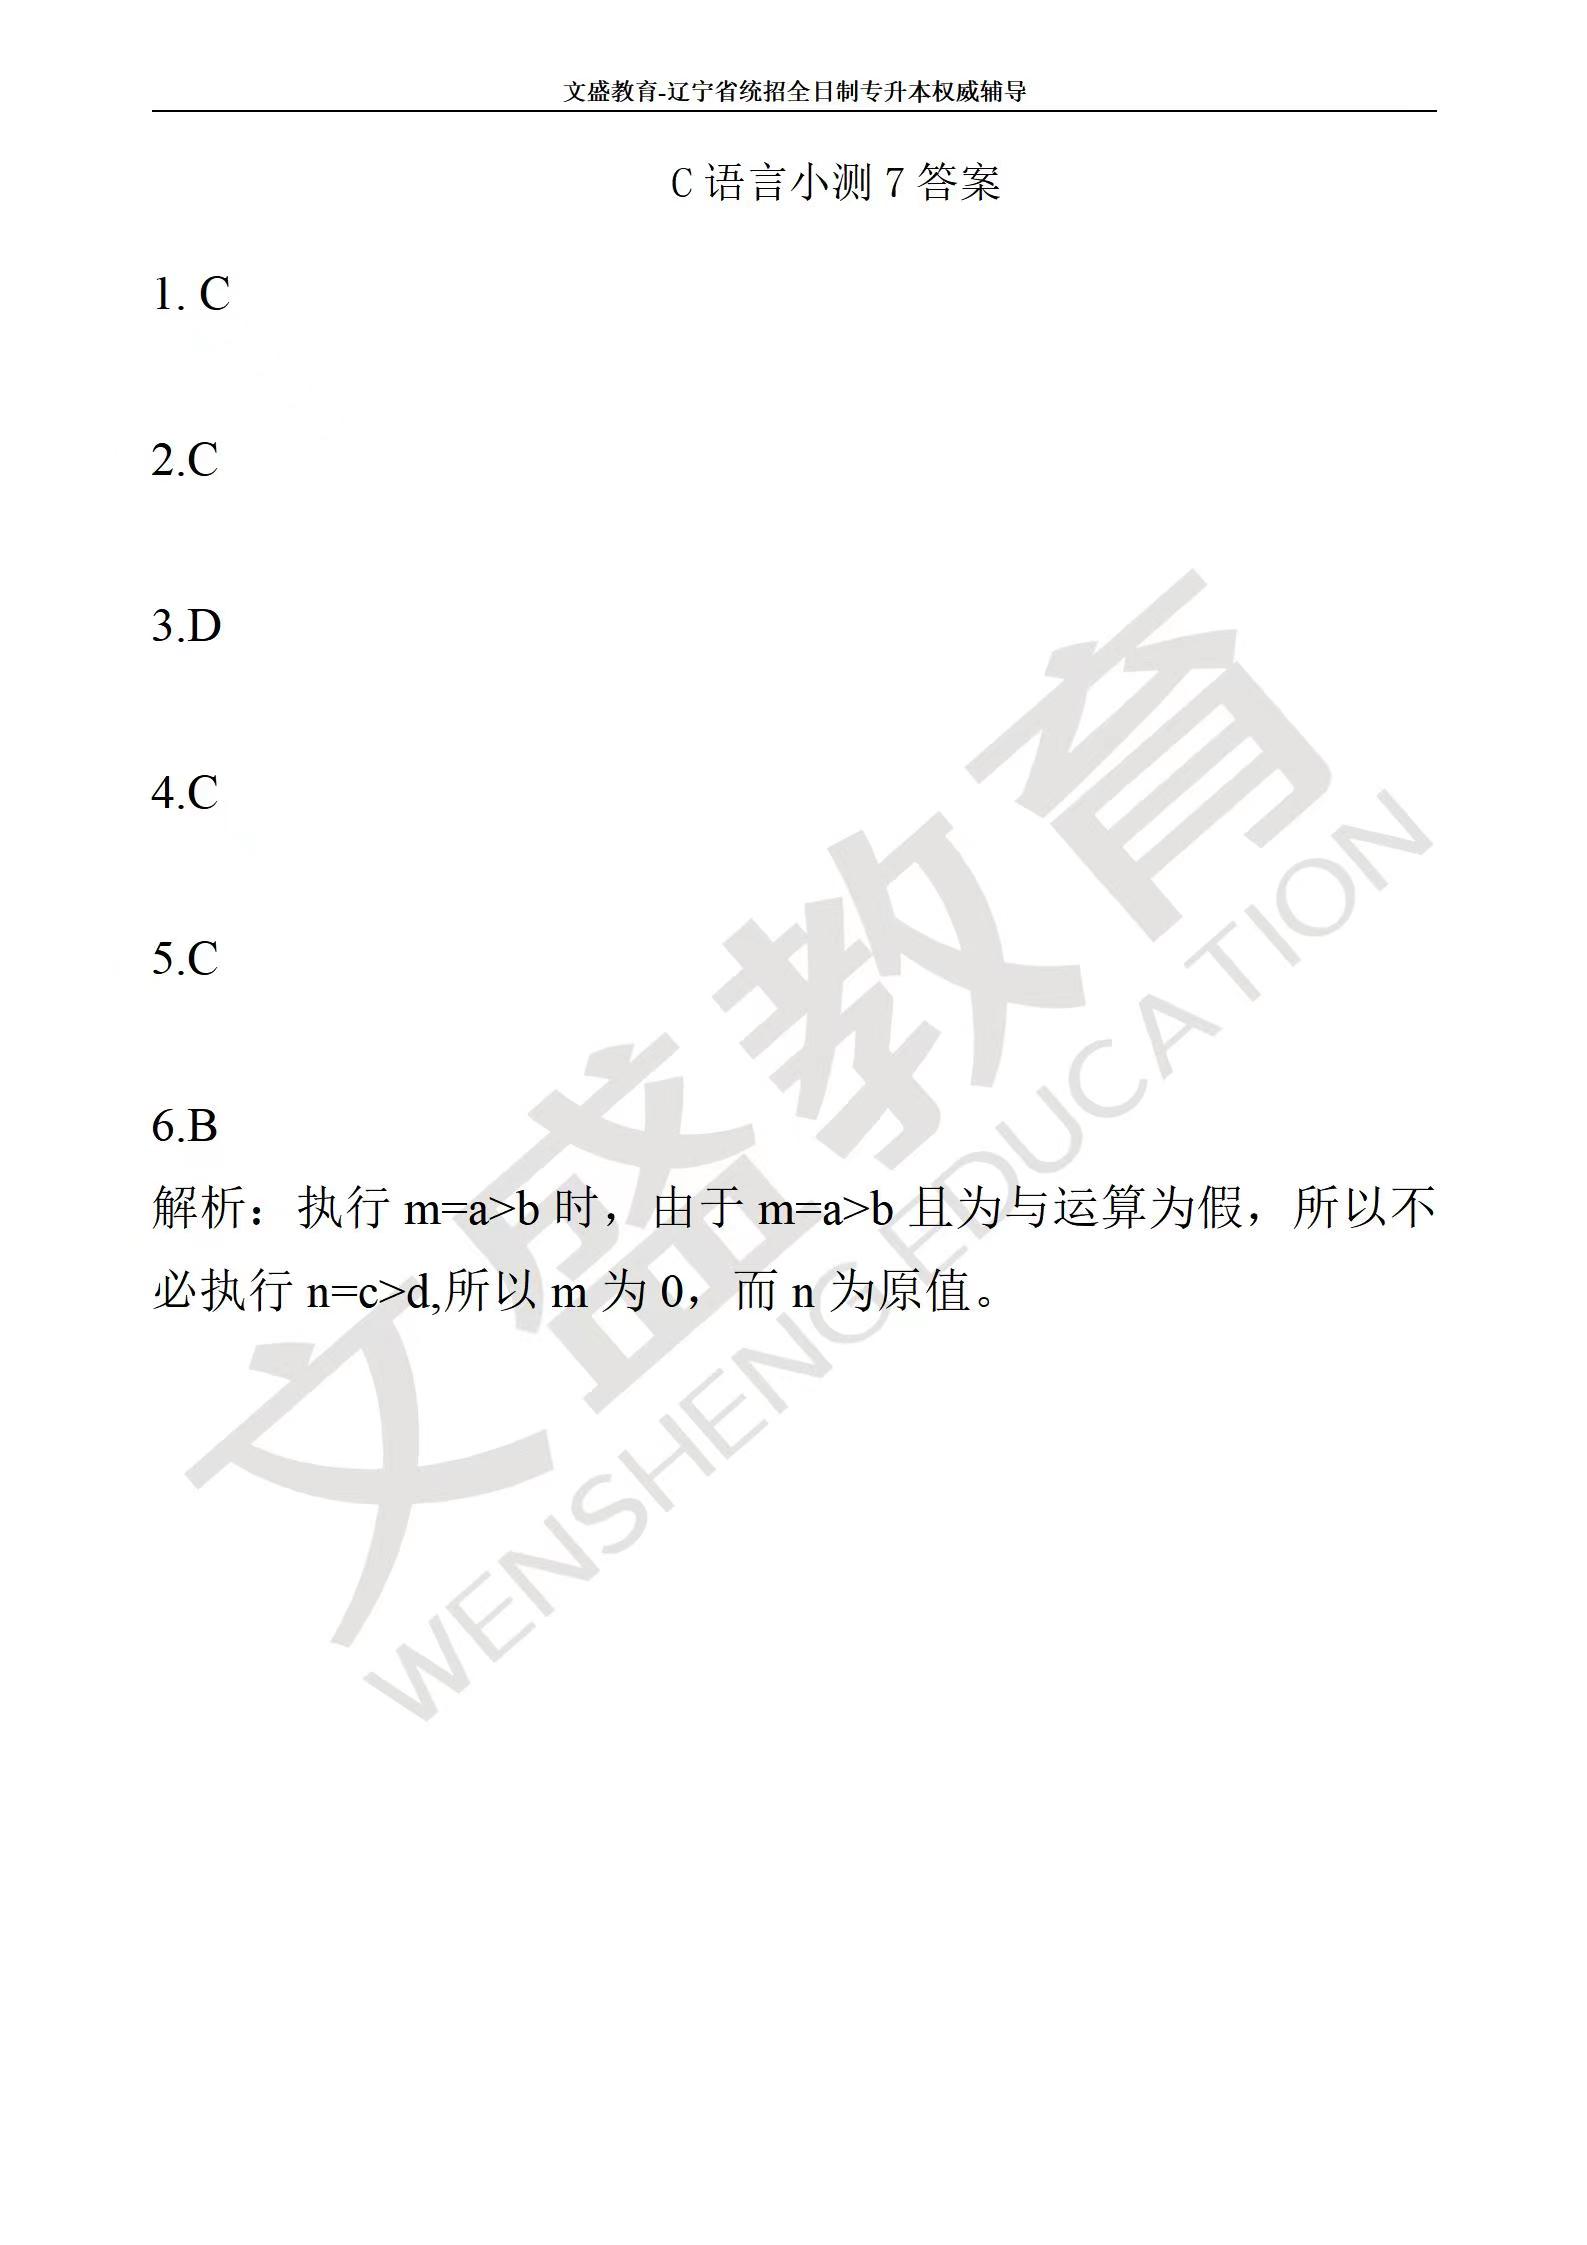 文盛教育-辽宁省统招全日制专升本权威辅导
C 语言小测 7 答案
1. C
2.C
3.D
4.C
5.C
6.B
解析：执行 m=a>b 时，由于 m=a>b 且为与运算为假，所以不
必执行 n=c>d,所以 m 为 0，而 n 为原值。
文盛教育
WENSHENG EDUCATION